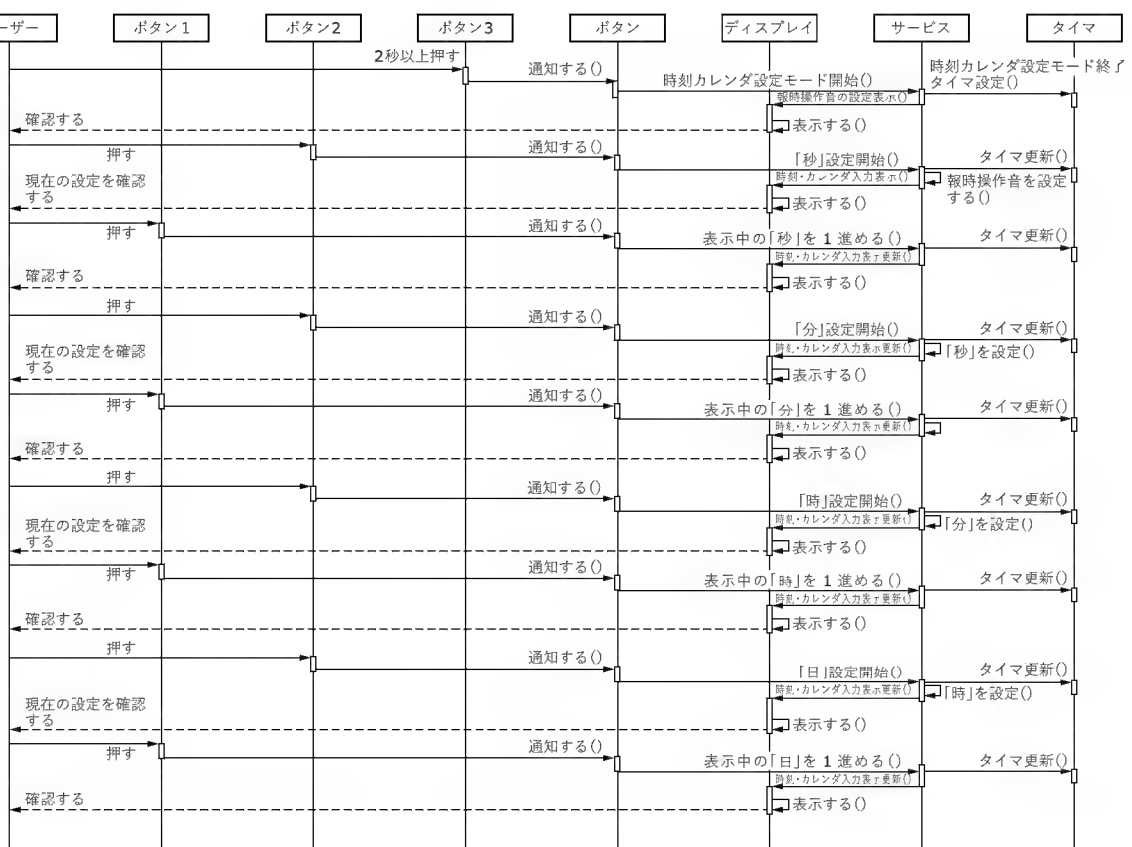 ーザー
ボタン1
ボタン2
ボタン3
ボタン
ディスプレイ
サービス
タイマ
2秒以上押す
通知する()
時刻カレンダ設定モード開始()
時刻カレンダ設定モード終了
タイマ設定()
報時操作音の設定表示()
確認する
表示する()
押す
通知する()
「秒」設定開始()
タイマ更新()
時刻・カレンダ入力表示()
現在の設定を確認
する
報時操作音を設定
する()
表示する()
押す
通知する()
表示中の「秒」を1進める()
タイマ更新()
時刻・カレンダ入力表示更新()
確認する
表示する()
押す
通知する()
「分」設定開始()
タイマ更新()
時刻・カレンダ入力表示更新()
現在の設定を確認
する
「秒」を設定()
表示する()
押す
通知する()
表示中の「分」を1進める()
タイマ更新()
時刻・カレンダ入力表示更新()
確認する
表示する()
押す
通知する()
「時」設定開始()
タイマ更新()
時刻・カレンダ入力表示更新()
現在の設定を確認
する
「分」を設定()
表示する()
押す
通知する()
表示中の「時」を1進める()
タイマ更新()
時刻・カレンダ入力表示更新()
確認する
表示する()
押す
通知する()
「日」設定開始()
タイマ更新()
時刻・カレンダ入力表示更新()
現在の設定を確認
する
「時」を設定()
表示する()
押す
通知する()
表示中の「日」を1進める()
タイマ更新()
時刻・カレンダ入力表示更新()
確認する
表示する()